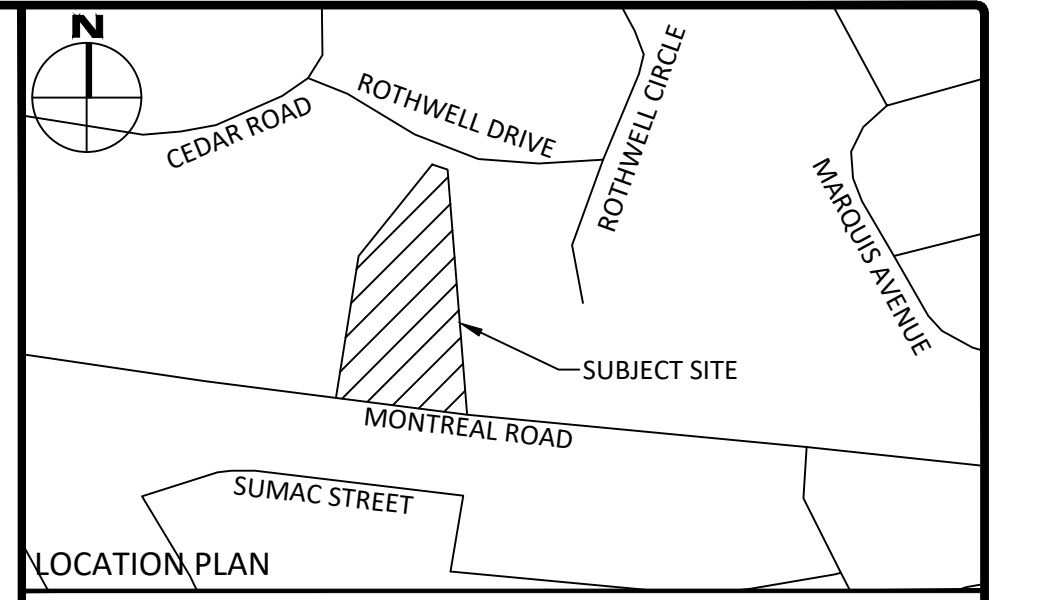 N
CEDAR ROAD
ROTHWELL DRIVE
ROTHWELL CIRCLE
MARQUIS AVENUE
SUBJECT SITE
MONTREAL ROAD
SUMAC STREET
LOCATION PLAN